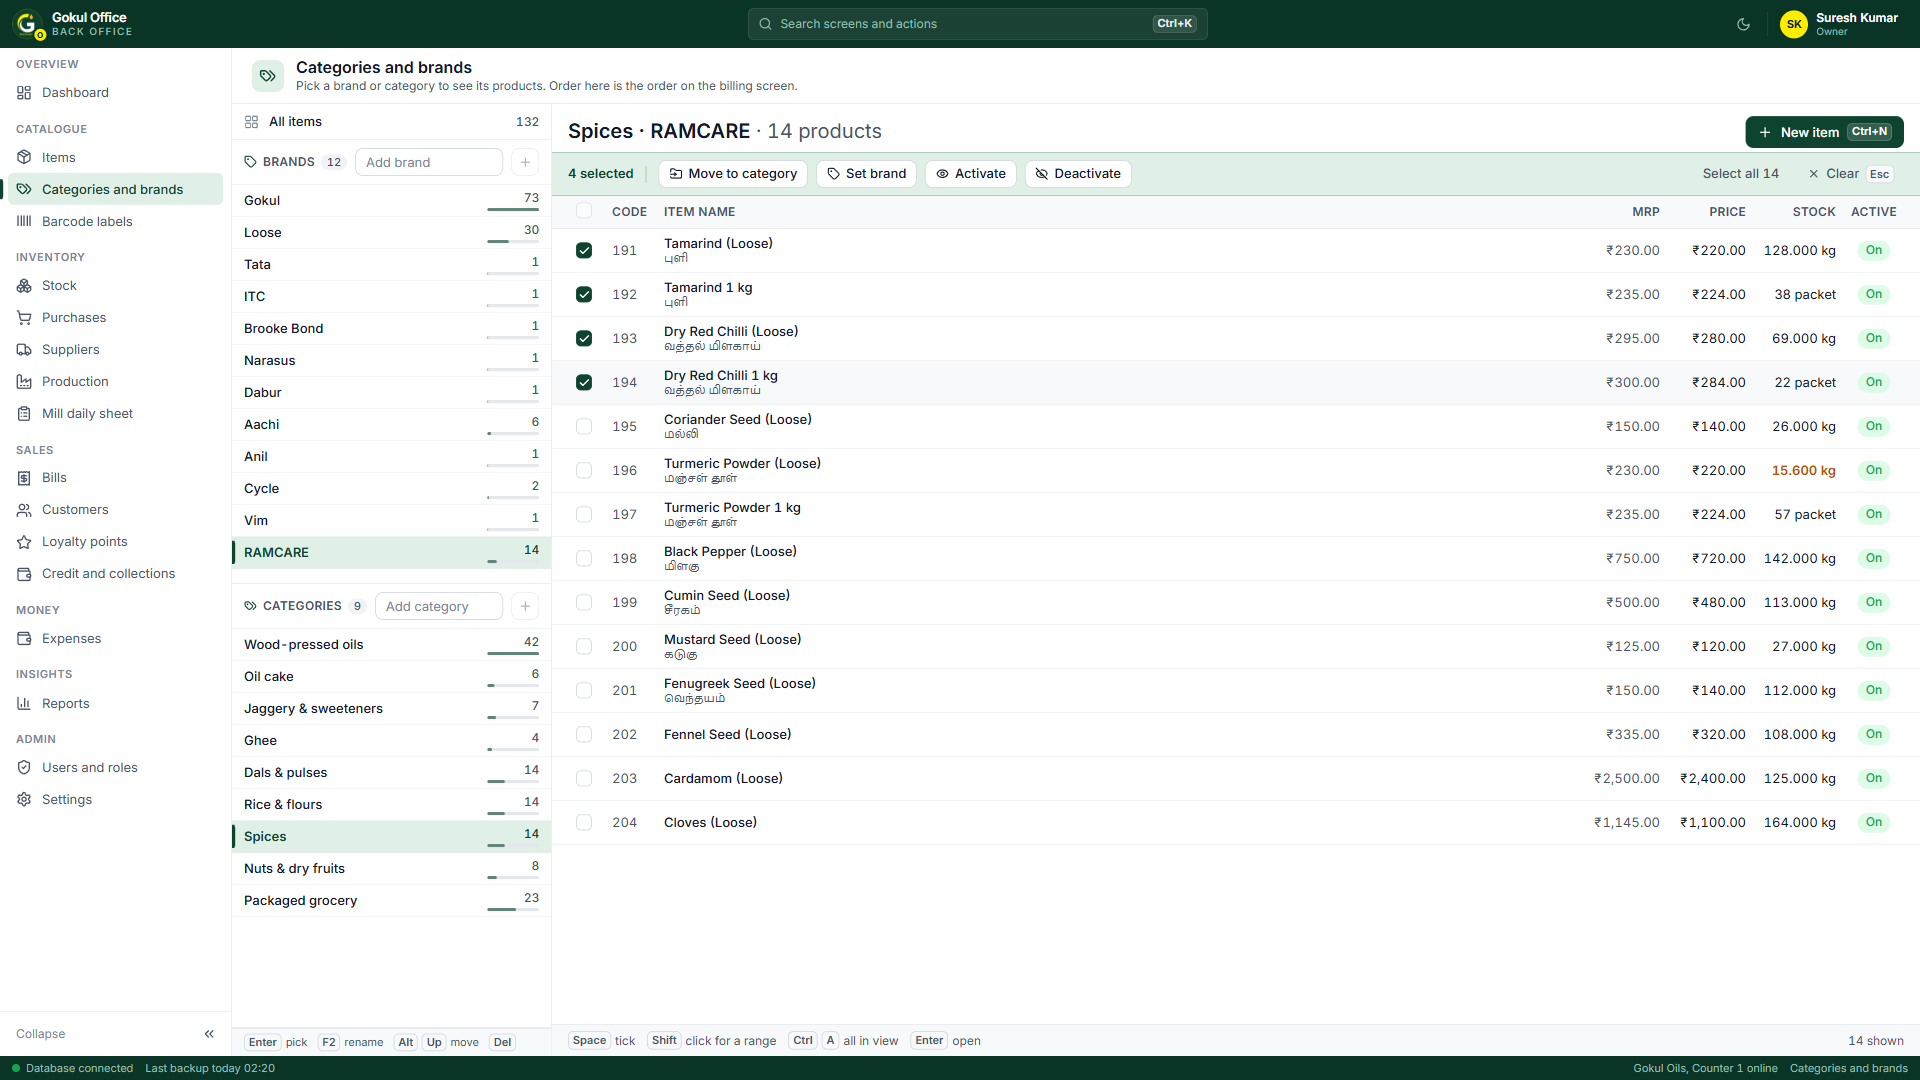 Gokul Office
BACK OFFICE
Search screens and actions Ctrl+K
SK Suresh Kumar
Owner
OVERVIEW
Dashboard
CATALOGUE
Items
Categories and brands
Barcode labels
INVENTORY
Stock
Purchases
Suppliers
Production
Mill daily sheet
SALES
Bills
Customers
Loyalty points
Credit and collections
MONEY
Expenses
INSIGHTS
Reports
ADMIN
Users and roles
Settings
Collapse
Categories and brands
Pick a brand or category to see its products. Order here is the order on the billing screen.
All items 132
BRANDS 12 Add brand +
Gokul 73
Loose 30
Tata 1
ITC 1
Brooke Bond 1
Narasus 1
Dabur 1
Aachi 6
Anil 1
Cycle 2
Vim 1
RAMCARE 14
CATEGORIES 9 Add category +
Wood-pressed oils 42
Oil cake 6
Jaggery & sweeteners 7
Ghee 4
Dals & pulses 14
Rice & flours 14
Spices 14
Nuts & dry fruits 8
Packaged grocery 23
Enter pick F2 rename Alt Up move Del
Spices · RAMCARE · 14 products
+ New item Ctrl+N
4 selected Move to category Set brand Activate Deactivate Select all 14 × Clear Esc
CODE ITEM NAME MRP PRICE STOCK ACTIVE
191 Tamarind (Loose) ₹230.00 ₹220.00 128.000 kg On
புளி
192 Tamarind 1 kg ₹235.00 ₹224.00 38 packet On
புளி
193 Dry Red Chilli (Loose) ₹295.00 ₹280.00 69.000 kg On
வத்தல் மிளகாய்
194 Dry Red Chilli 1 kg ₹300.00 ₹284.00 22 packet On
வத்தல் மிளகாய்
195 Coriander Seed (Loose) ₹150.00 ₹140.00 26.000 kg On
மல்லி
196 Turmeric Powder (Loose) ₹230.00 ₹220.00 15.600 kg On
மஞ்சள் தூள்
197 Turmeric Powder 1 kg ₹235.00 ₹224.00 57 packet On
மஞ்சள் தூள்
198 Black Pepper (Loose) ₹750.00 ₹720.00 142.000 kg On
மிளகு
199 Cumin Seed (Loose) ₹500.00 ₹480.00 113.000 kg On
சீரகம்
200 Mustard Seed (Loose) ₹125.00 ₹120.00 27.000 kg On
கடுகு
201 Fenugreek Seed (Loose) ₹150.00 ₹140.00 112.000 kg On
வெந்தயம்
202 Fennel Seed (Loose) ₹335.00 ₹320.00 108.000 kg On
203 Cardamom (Loose) ₹2,500.00 ₹2,400.00 125.000 kg On
204 Cloves (Loose) ₹1,145.00 ₹1,100.00 164.000 kg On
Space tick Shift click for a range Ctrl A all in view Enter open 14 shown
Database connected Last backup today 02:20 Gokul Oils, Counter 1 online Categories and brands